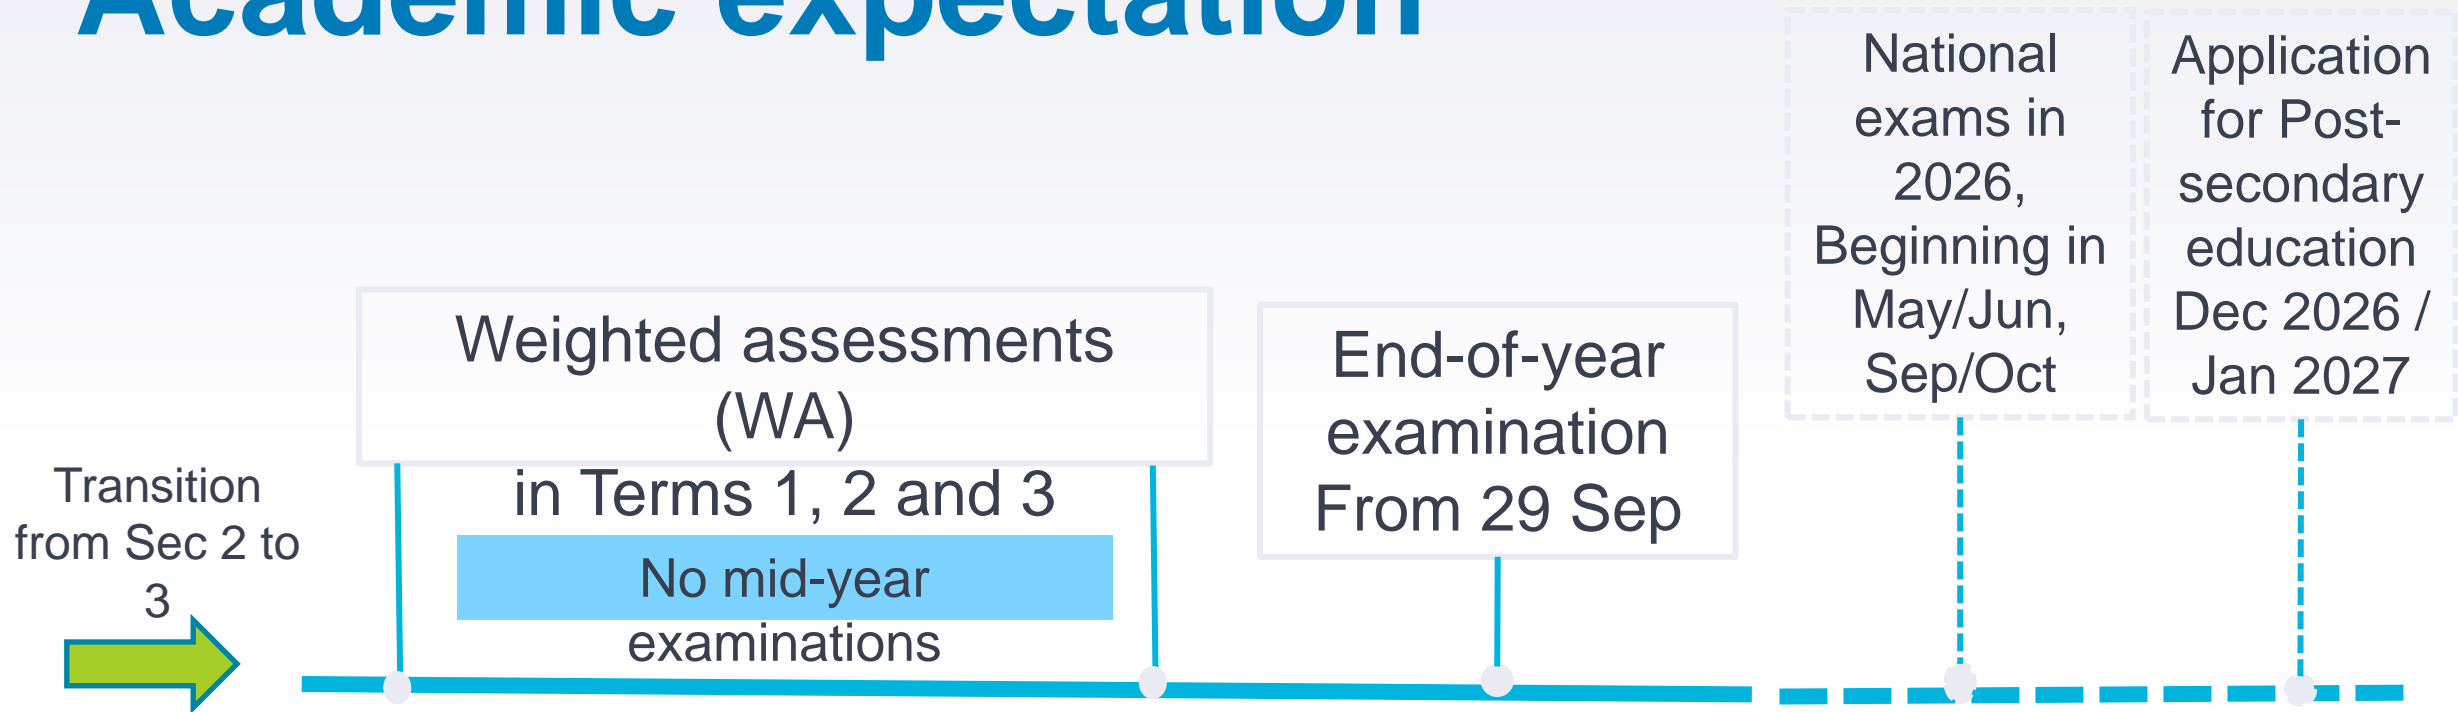 Academic expectation
Transition
from Sec 2 to
3
Weighted assessments
(WA)
in Terms 1, 2 and 3
No mid-year
examinations
End-of-year
examination
From 29 Sep
National
exams in
2026,
Beginning in
May/Jun,
Sep/Oct
Application
for Post-
secondary
education
Dec 2026 /
Jan 2027